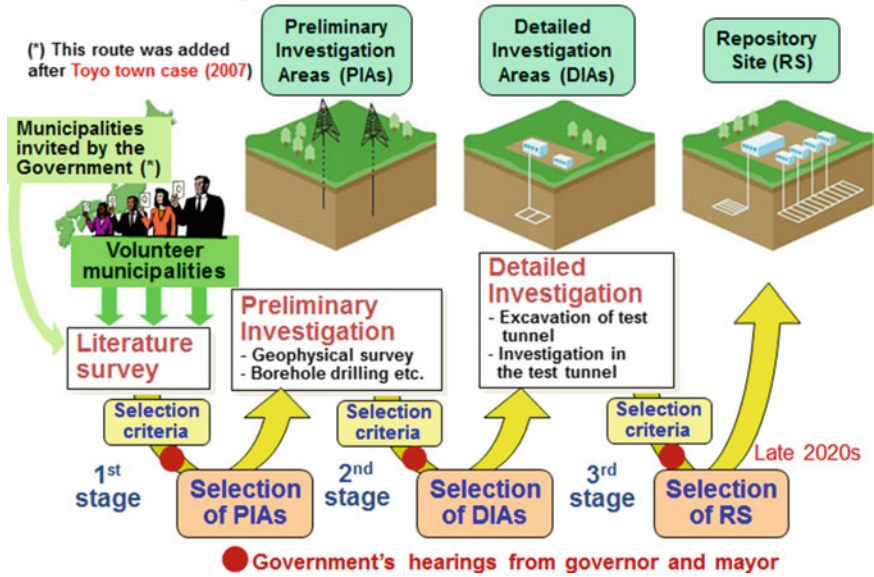 (*) This route was added
after Toyo town case (2007)
Preliminary
Investigation
Areas (PIAs)
Detailed
Investigation
Areas (DIAs)
Repository
Site (RS)
Municipalities
invited by the
Government (*)
Volunteer
municipalities
Literature
survey
Preliminary
Investigation
- Geophysical survey
- Borehole drilling etc.
Detailed
Investigation
- Excavation of test
tunnel
- Investigation in
the test tunnel
Selection
criteria
Selection
criteria
Selection
criteria
1st
stage
Selection
of PIAs
2nd
stage
Selection
of DIAs
3rd
stage
Selection
of RS
Late 2020s
Government's hearings from governor and mayor